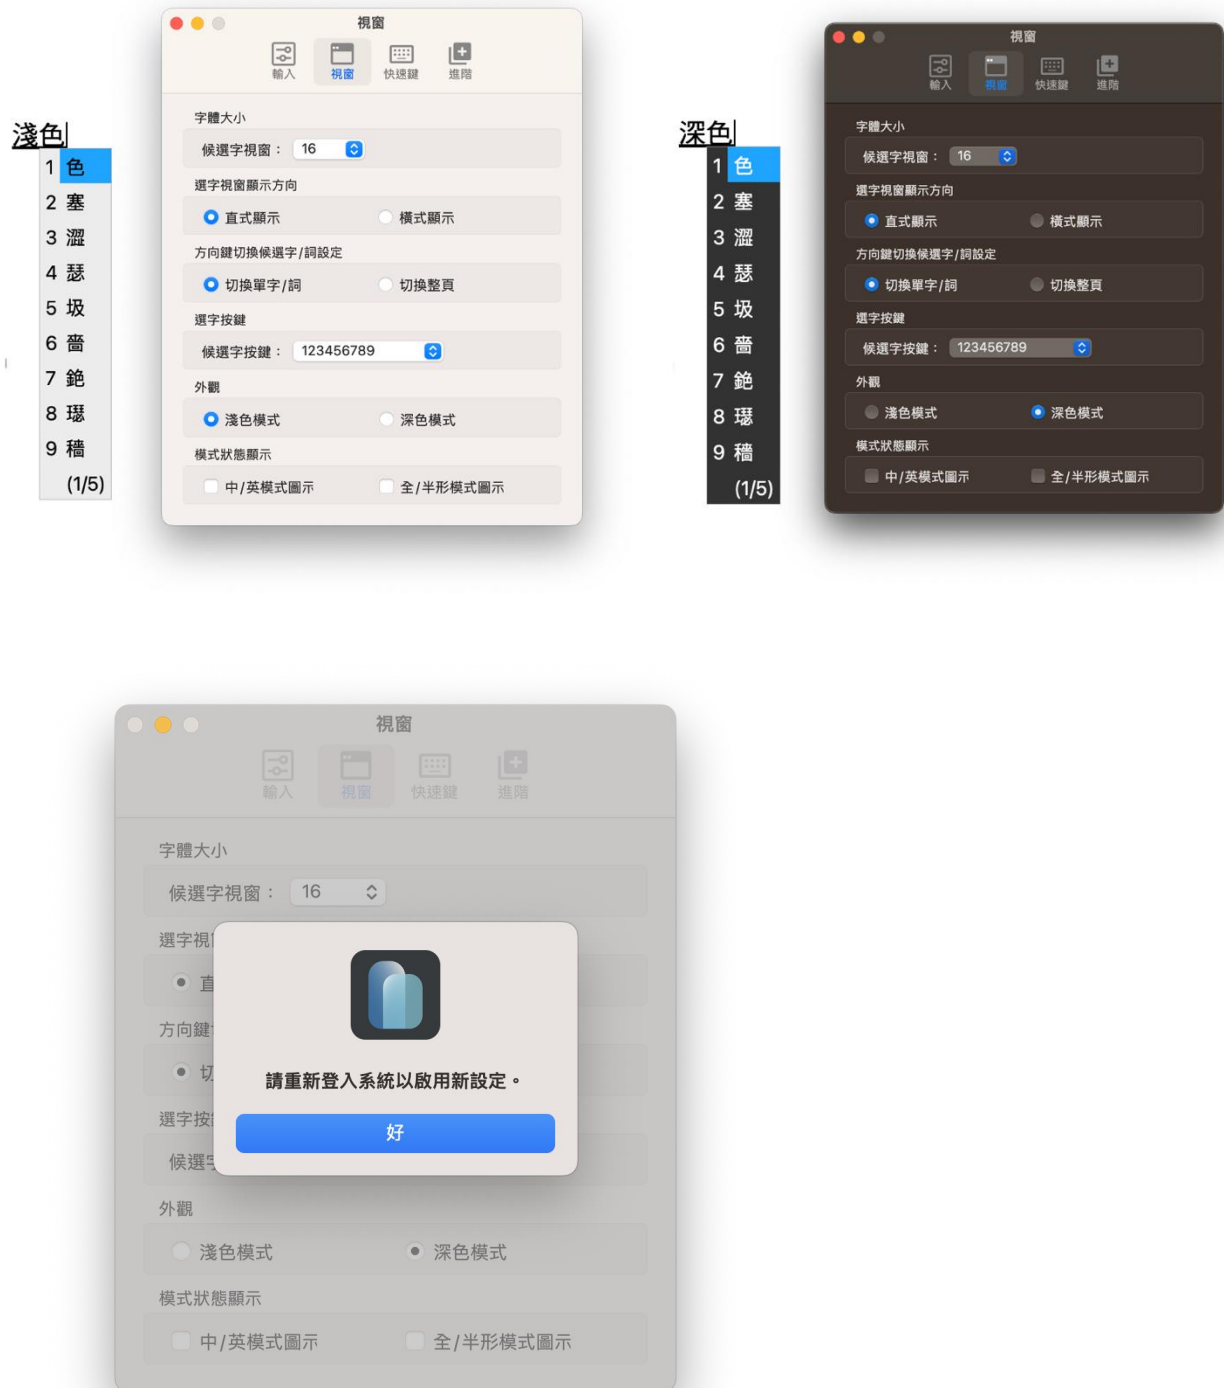 視窗
輸入 視窗 快速鍵 進階
淺色
1 色
2 塞
3 澀
4 瑟
5 圾
6 嗇
7 銫
8 璱
9 穡
(1/5)
字體大小
候選字視窗： 16
選字視窗顯示方向
直式顯示 橫式顯示
方向鍵切換候選字/詞設定
切換單字/詞 切換整頁
選字按鍵
候選字按鍵： 123456789
外觀
淺色模式 深色模式
模式狀態顯示
中/英模式圖示 全/半形模式圖示
視窗
輸入 視窗 快速鍵 進階
深色
1 色
2 塞
3 澀
4 瑟
5 圾
6 嗇
7 銫
8 璱
9 穡
(1/5)
字體大小
候選字視窗： 16
選字視窗顯示方向
直式顯示 橫式顯示
方向鍵切換候選字/詞設定
切換單字/詞 切換整頁
選字按鍵
候選字按鍵： 123456789
外觀
淺色模式 深色模式
模式狀態顯示
中/英模式圖示 全/半形模式圖示
視窗
輸入 視窗 快速鍵 進階
字體大小
候選字視窗： 16
選字視
直
方向鍵
切
選字按
候選
請重新登入系統以啟用新設定。
好
外觀
淺色模式 深色模式
模式狀態顯示
中/英模式圖示 全/半形模式圖示